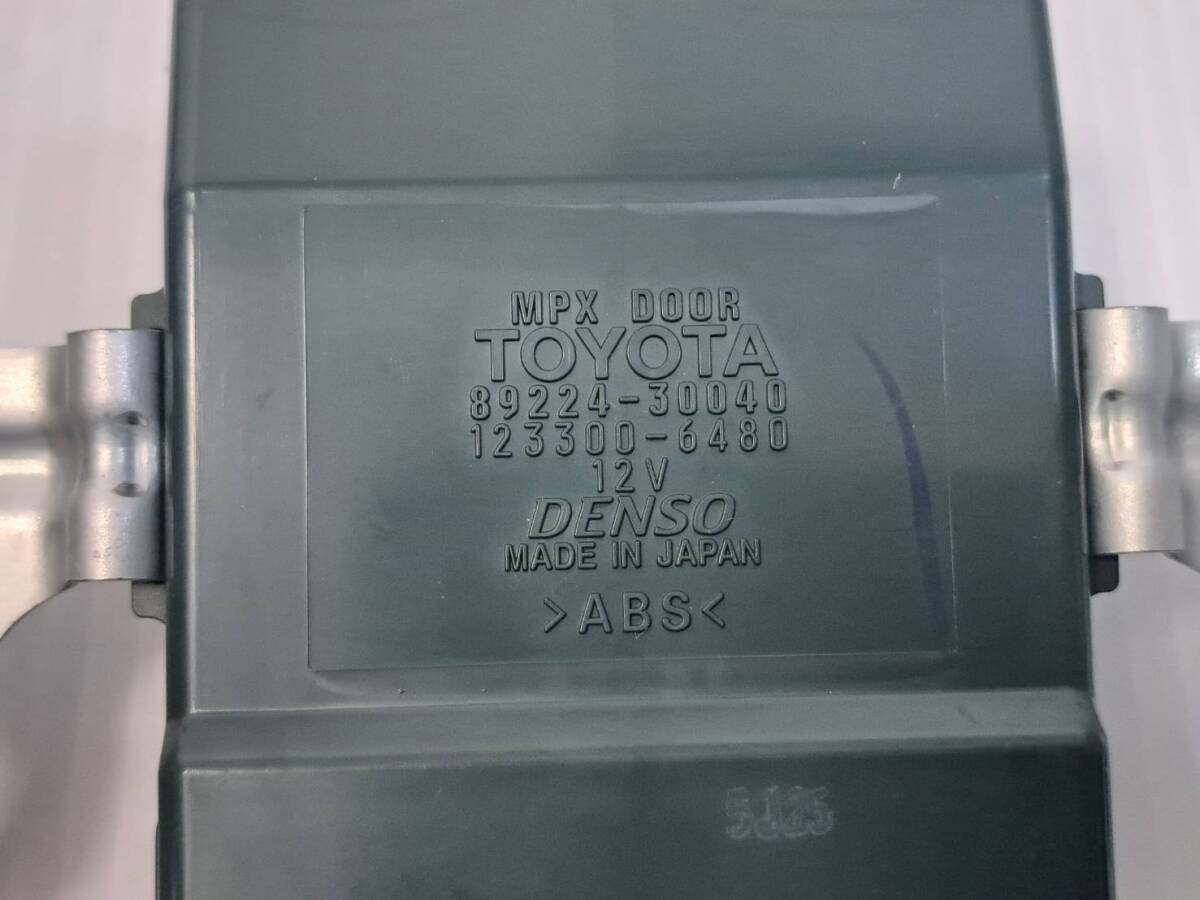 MPX DOOR
TOYOTA
89224-30040
123300-6480
12V
DENSO
MADE IN JAPAN
>ABS<